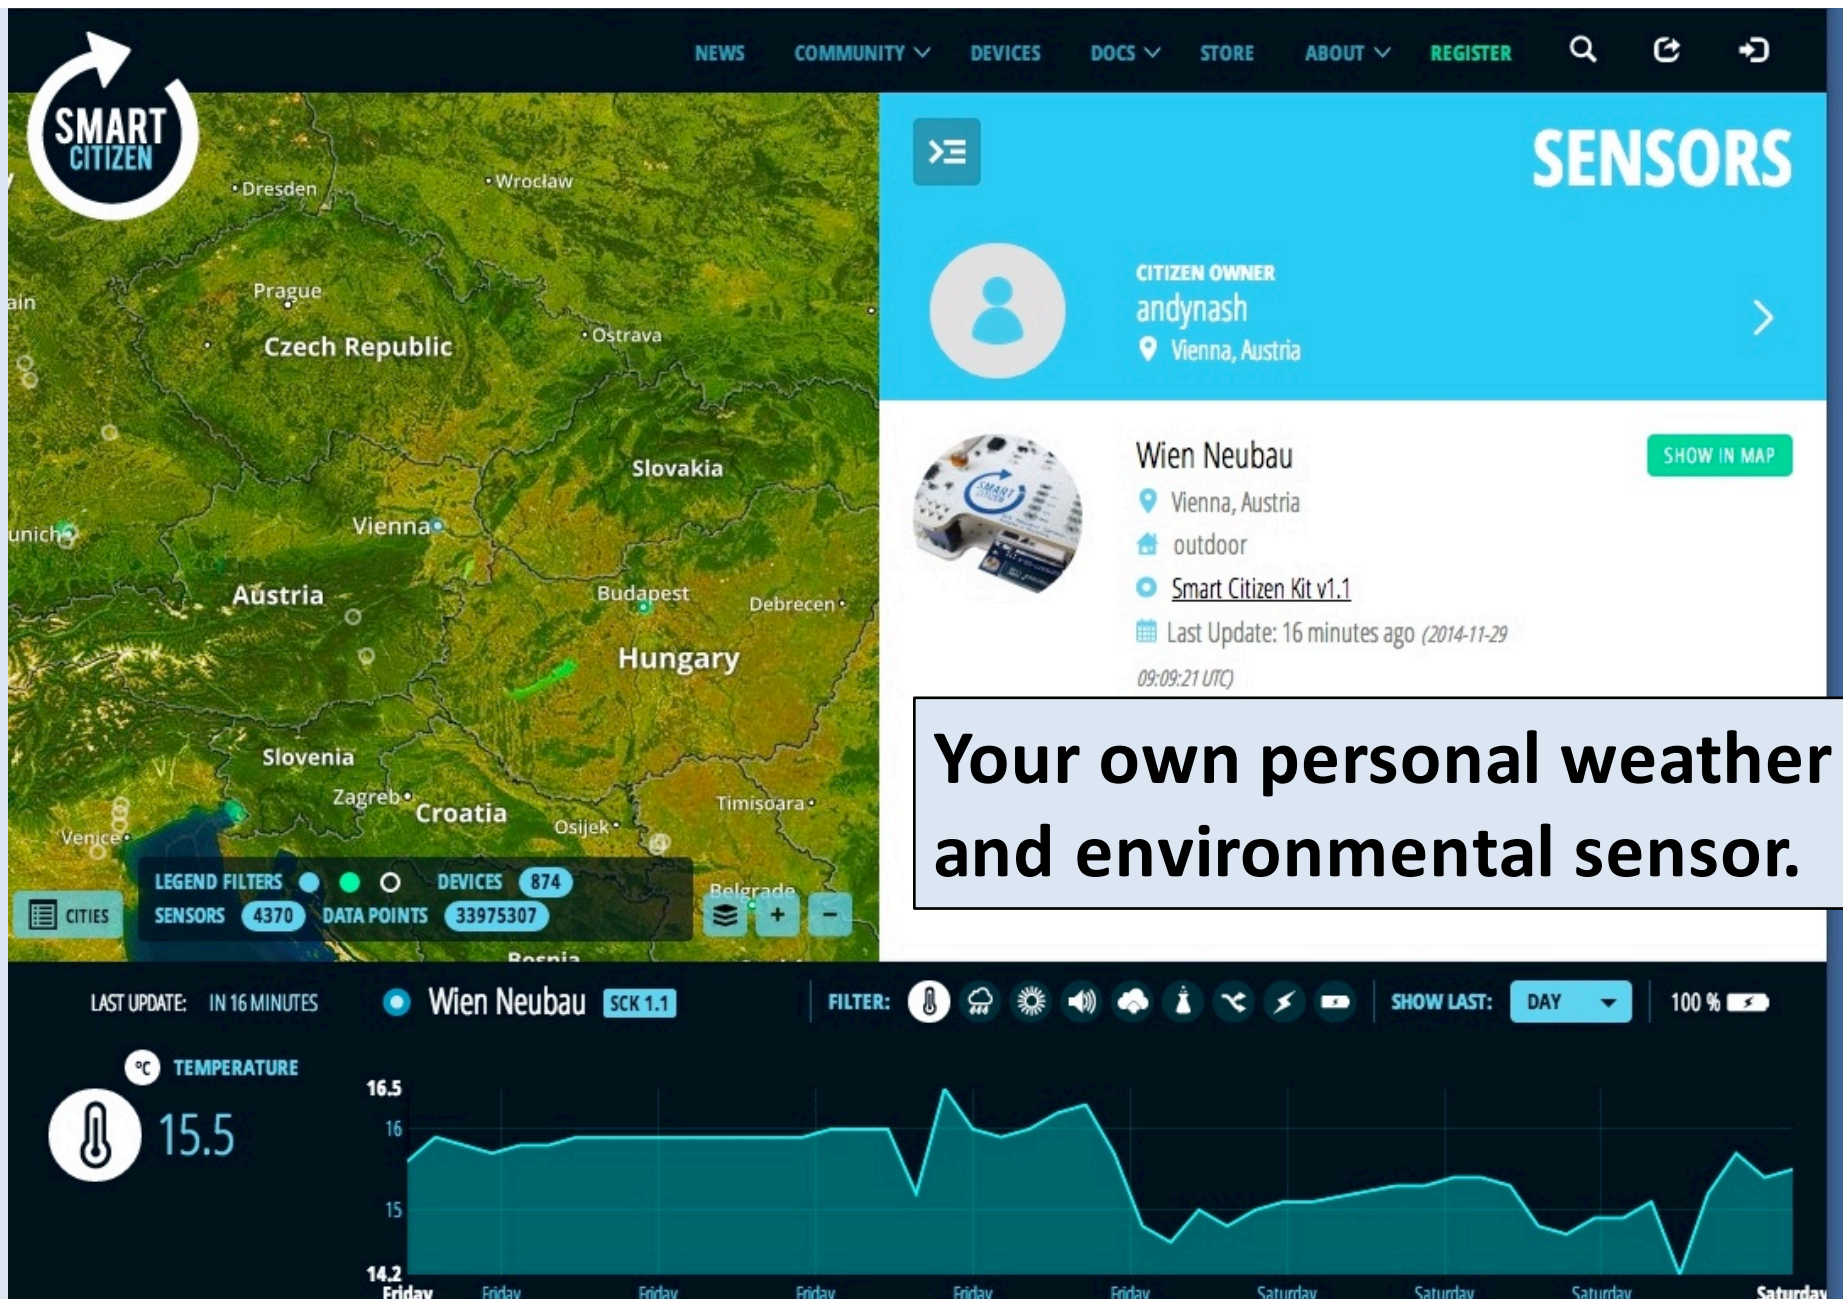 NEWS COMMUNITY DEVICES DOCS STORE ABOUT REGISTER
SMART
CITIZEN
SENSORS
CITIZEN OWNER
andynash
Vienna, Austria
Wien Neubau
SHOW IN MAP
Vienna, Austria
outdoor
Smart Citizen Kit v1.1
Last Update: 16 minutes ago (2014-11-29
09:09:21 UTC)
Your own personal weather
and environmental sensor.
Dresden
Wrocław
Prague
ain
Czech Republic
Ostrava
Slovakia
Vienna
unich
Austria
Budapest
Debrecen
Hungary
Slovenia
Zagreb
Croatia
Timișoara
Osijek
Venice
Belgrade
Bosnia
LEGEND FILTERS DEVICES 874
CITIES
SENSORS 4370 DATA POINTS 33975307
+ −
LAST UPDATE: IN 16 MINUTES
Wien Neubau SCK 1.1
FILTER:
SHOW LAST: DAY
100 %
°C TEMPERATURE
15.5
16.5
16
15
14.2
Friday Friday Friday Friday Friday Friday Saturday Saturday Saturday Saturday